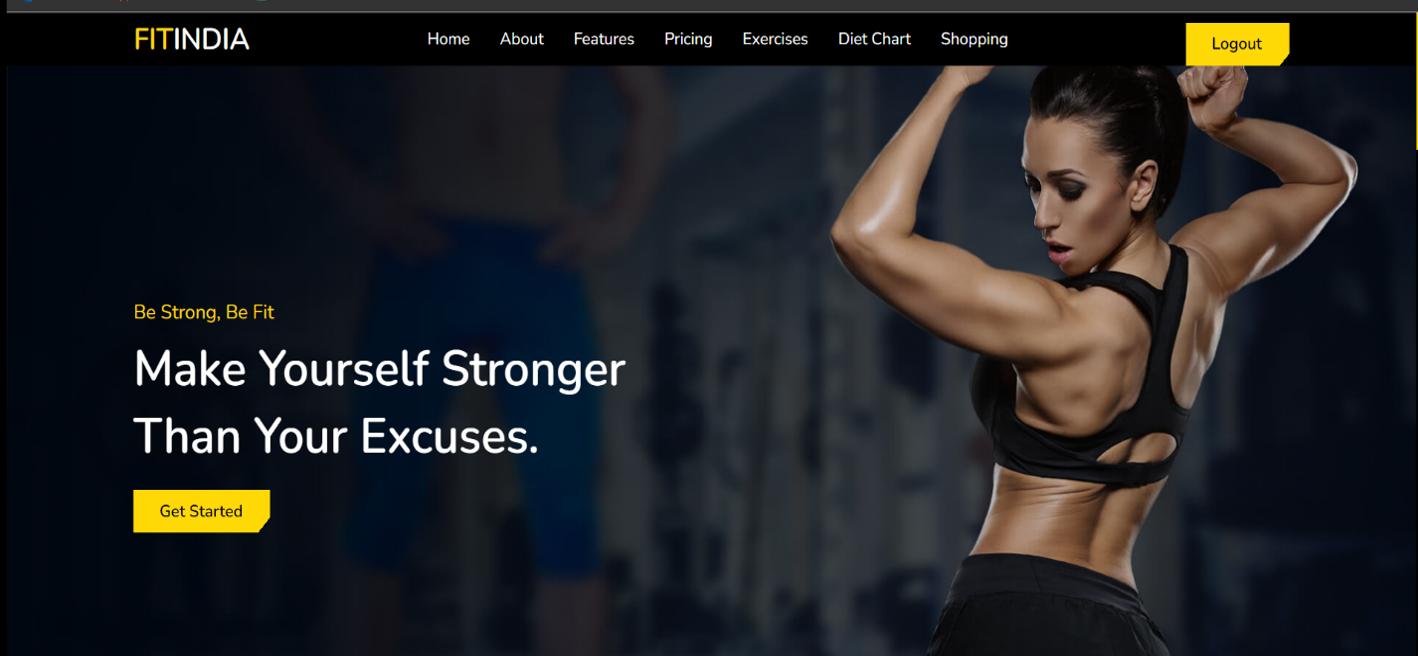 FITINDIA
Home About Features Pricing Exercises Diet Chart Shopping
Logout
Be Strong, Be Fit
Make Yourself Stronger
Than Your Excuses.
Get Started